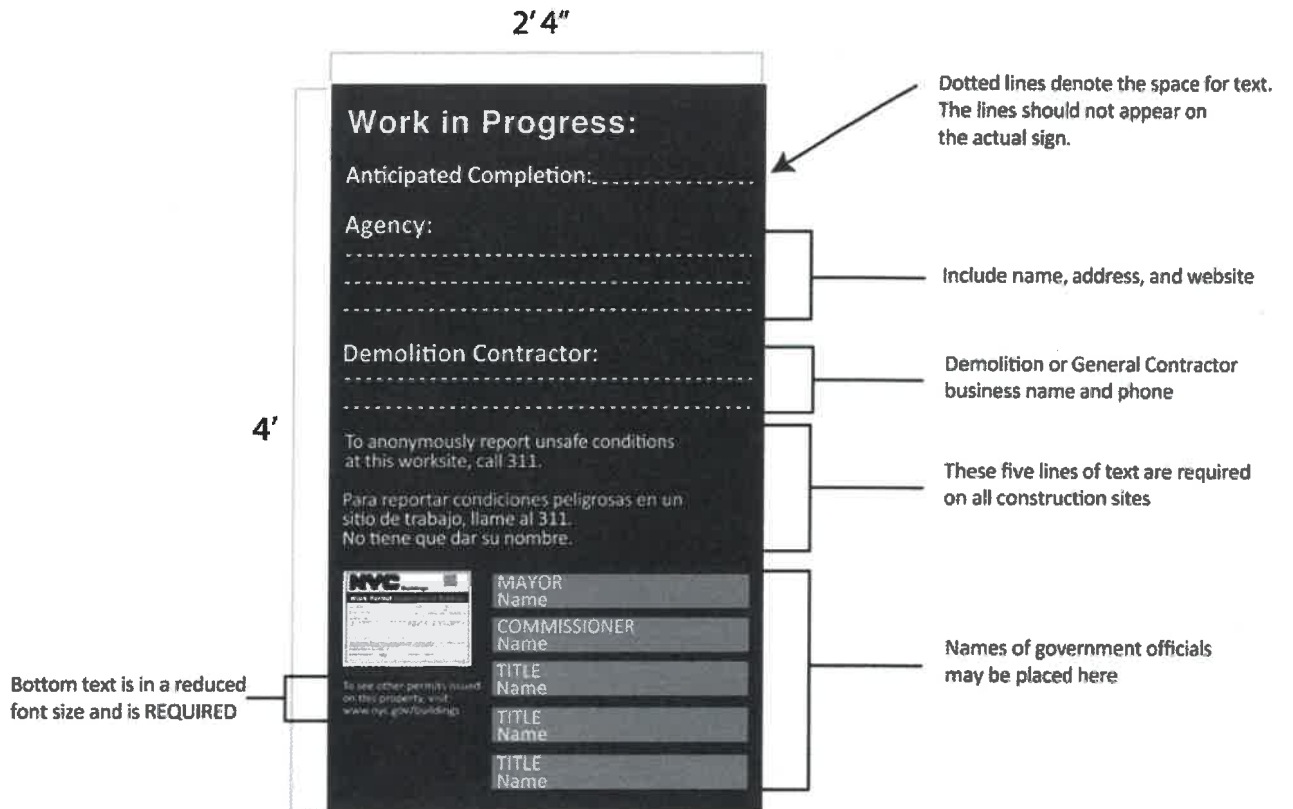 2' 4"
4'
Work in Progress:
Anticipated Completion:
Agency:
Demolition Contractor:
To anonymously report unsafe conditions
at this worksite, call 311.
Para reportar condiciones peligrosas en un
sitio de trabajo, llame al 311.
No tiene que dar su nombre.
NYC Buildings
Work Permit
To see other permits issued
on this property, visit:
www.nyc.gov/buildings
MAYOR
Name
COMMISSIONER
Name
TITLE
Name
TITLE
Name
TITLE
Name
Dotted lines denote the space for text.
The lines should not appear on
the actual sign.
Include name, address, and website
Demolition or General Contractor
business name and phone
These five lines of text are required
on all construction sites
Names of government officials
may be placed here
Bottom text is in a reduced
font size and is REQUIRED